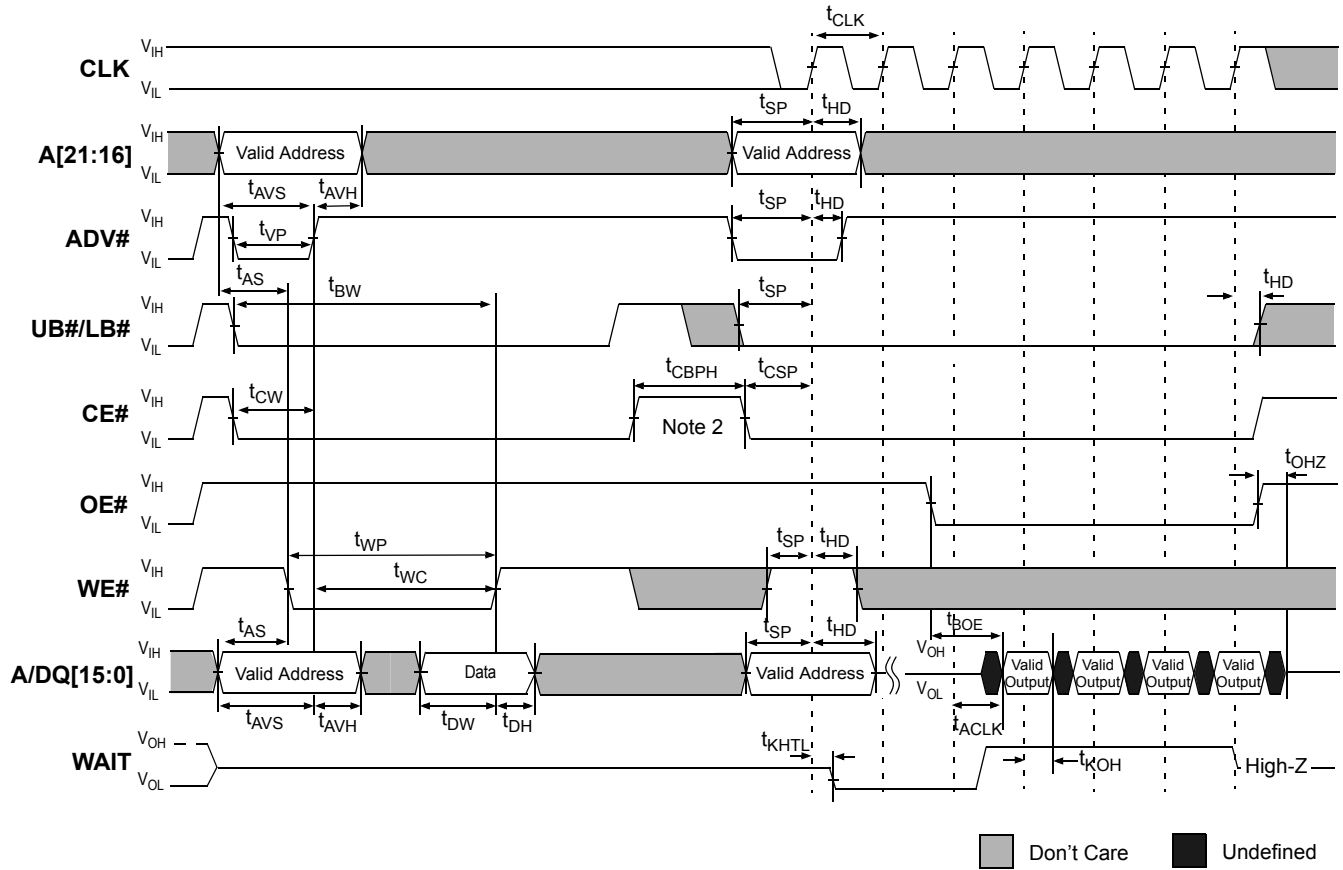 tCLK
CLK VIH
VIL
tSP tHD
A[21:16] VIH
VIL
Valid Address Valid Address
tAVS tAVH tSP tHD
ADV# VIH
VIL
tVP
tAS tBW tSP tHD
UB#/LB# VIH
VIL
tCBPH tCSP
CE# VIH
VIL
tCW Note 2
tOHZ
OE# VIH
VIL
tWP tSP tHD
WE# VIH
VIL
tWC
tAS tSP tHD tBOE
A/DQ[15:0] VIH
VIL
Valid Address Data Valid Address
VOH
VOL
Valid Output Valid Output Valid Output Valid Output
tAVS tAVH tDW tDH tACLK
WAIT VOH
VOL
tKHTL tKOH High-Z
Don't Care Undefined